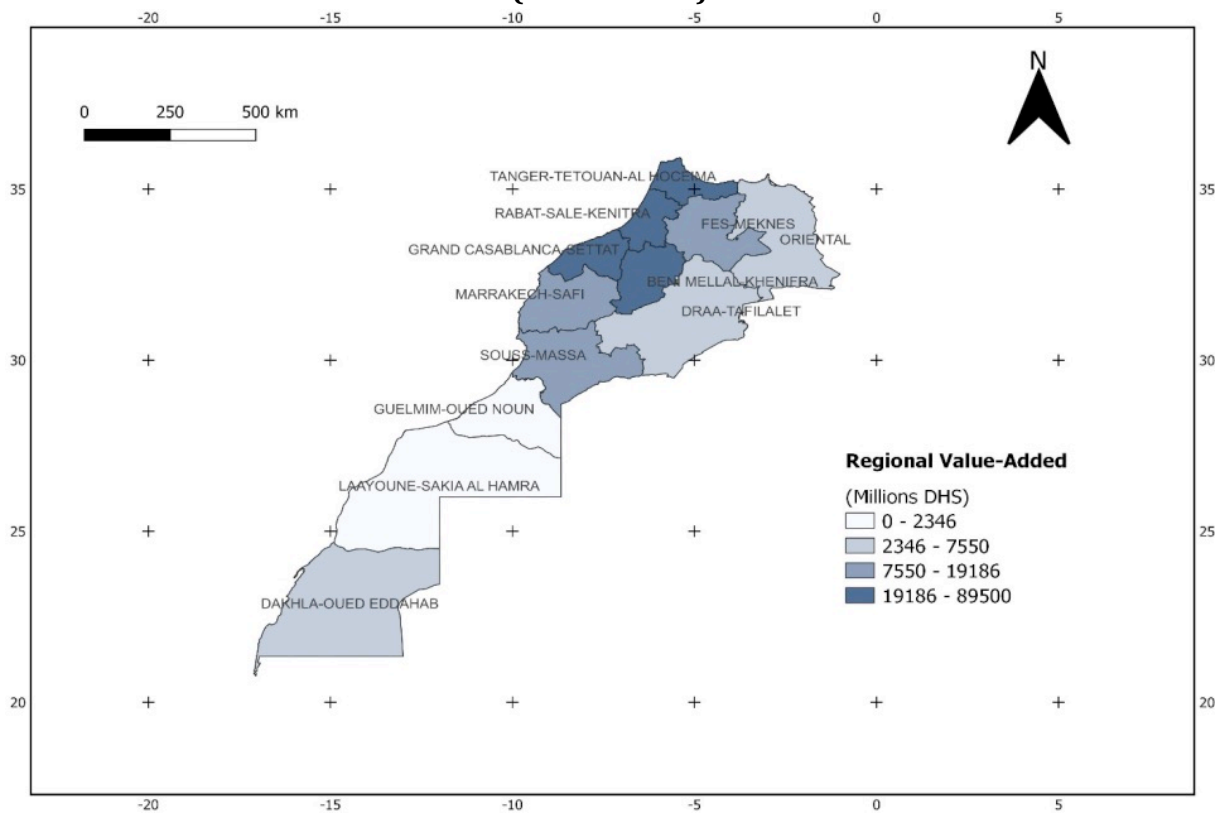 -20 -15 -10 -5 0 5
N
0 250 500 km
TANGER-TETOUAN-AL HOCEIMA
35 35
RABAT-SALE-KENITRA
FES-MEKNES
ORIENTAL
GRAND CASABLANCA-SETTAT
BENI MELLAL-KHENIFRA
MARRAKECH-SAFI
DRAA-TAFILALET
SOUSS-MASSA
30 30
GUELMIM-OUED NOUN
Regional Value-Added
LAAYOUNE-SAKIA AL HAMRA
(Millions DHS)
0 - 2346
25 25
2346 - 7550
7550 - 19186
19186 - 89500
DAKHLA-OUED EDDAHAB
20 20
-20 -15 -10 -5 0 5